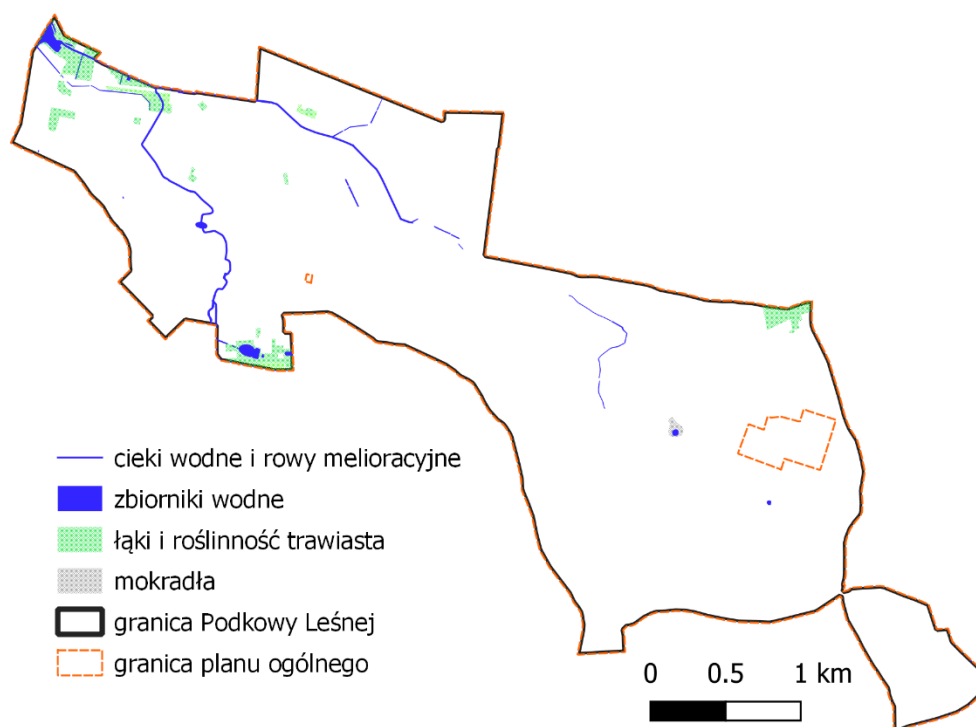 cieki wodne i rowy melioracyjne
zbiorniki wodne
łąki i roślinność trawiasta
mokradła
granica Podkowy Leśnej
granica planu ogólnego
0 0.5 1 km